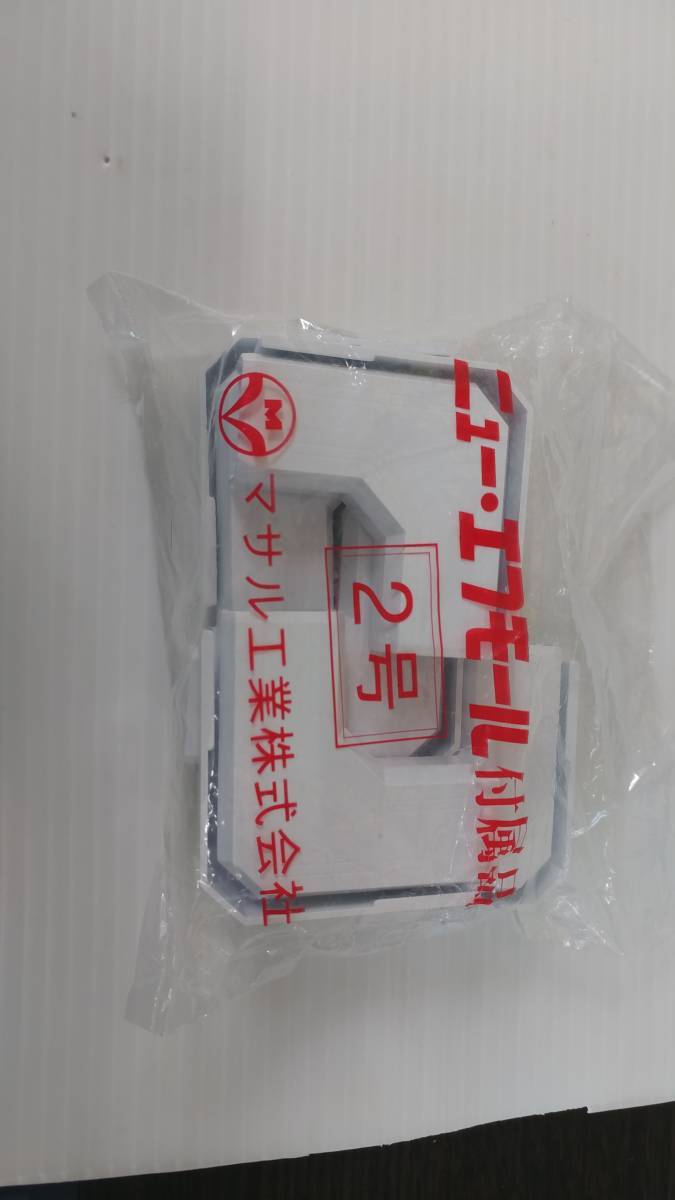 ニュー・エフモール付属品
2号
M
マサル工業株式会社